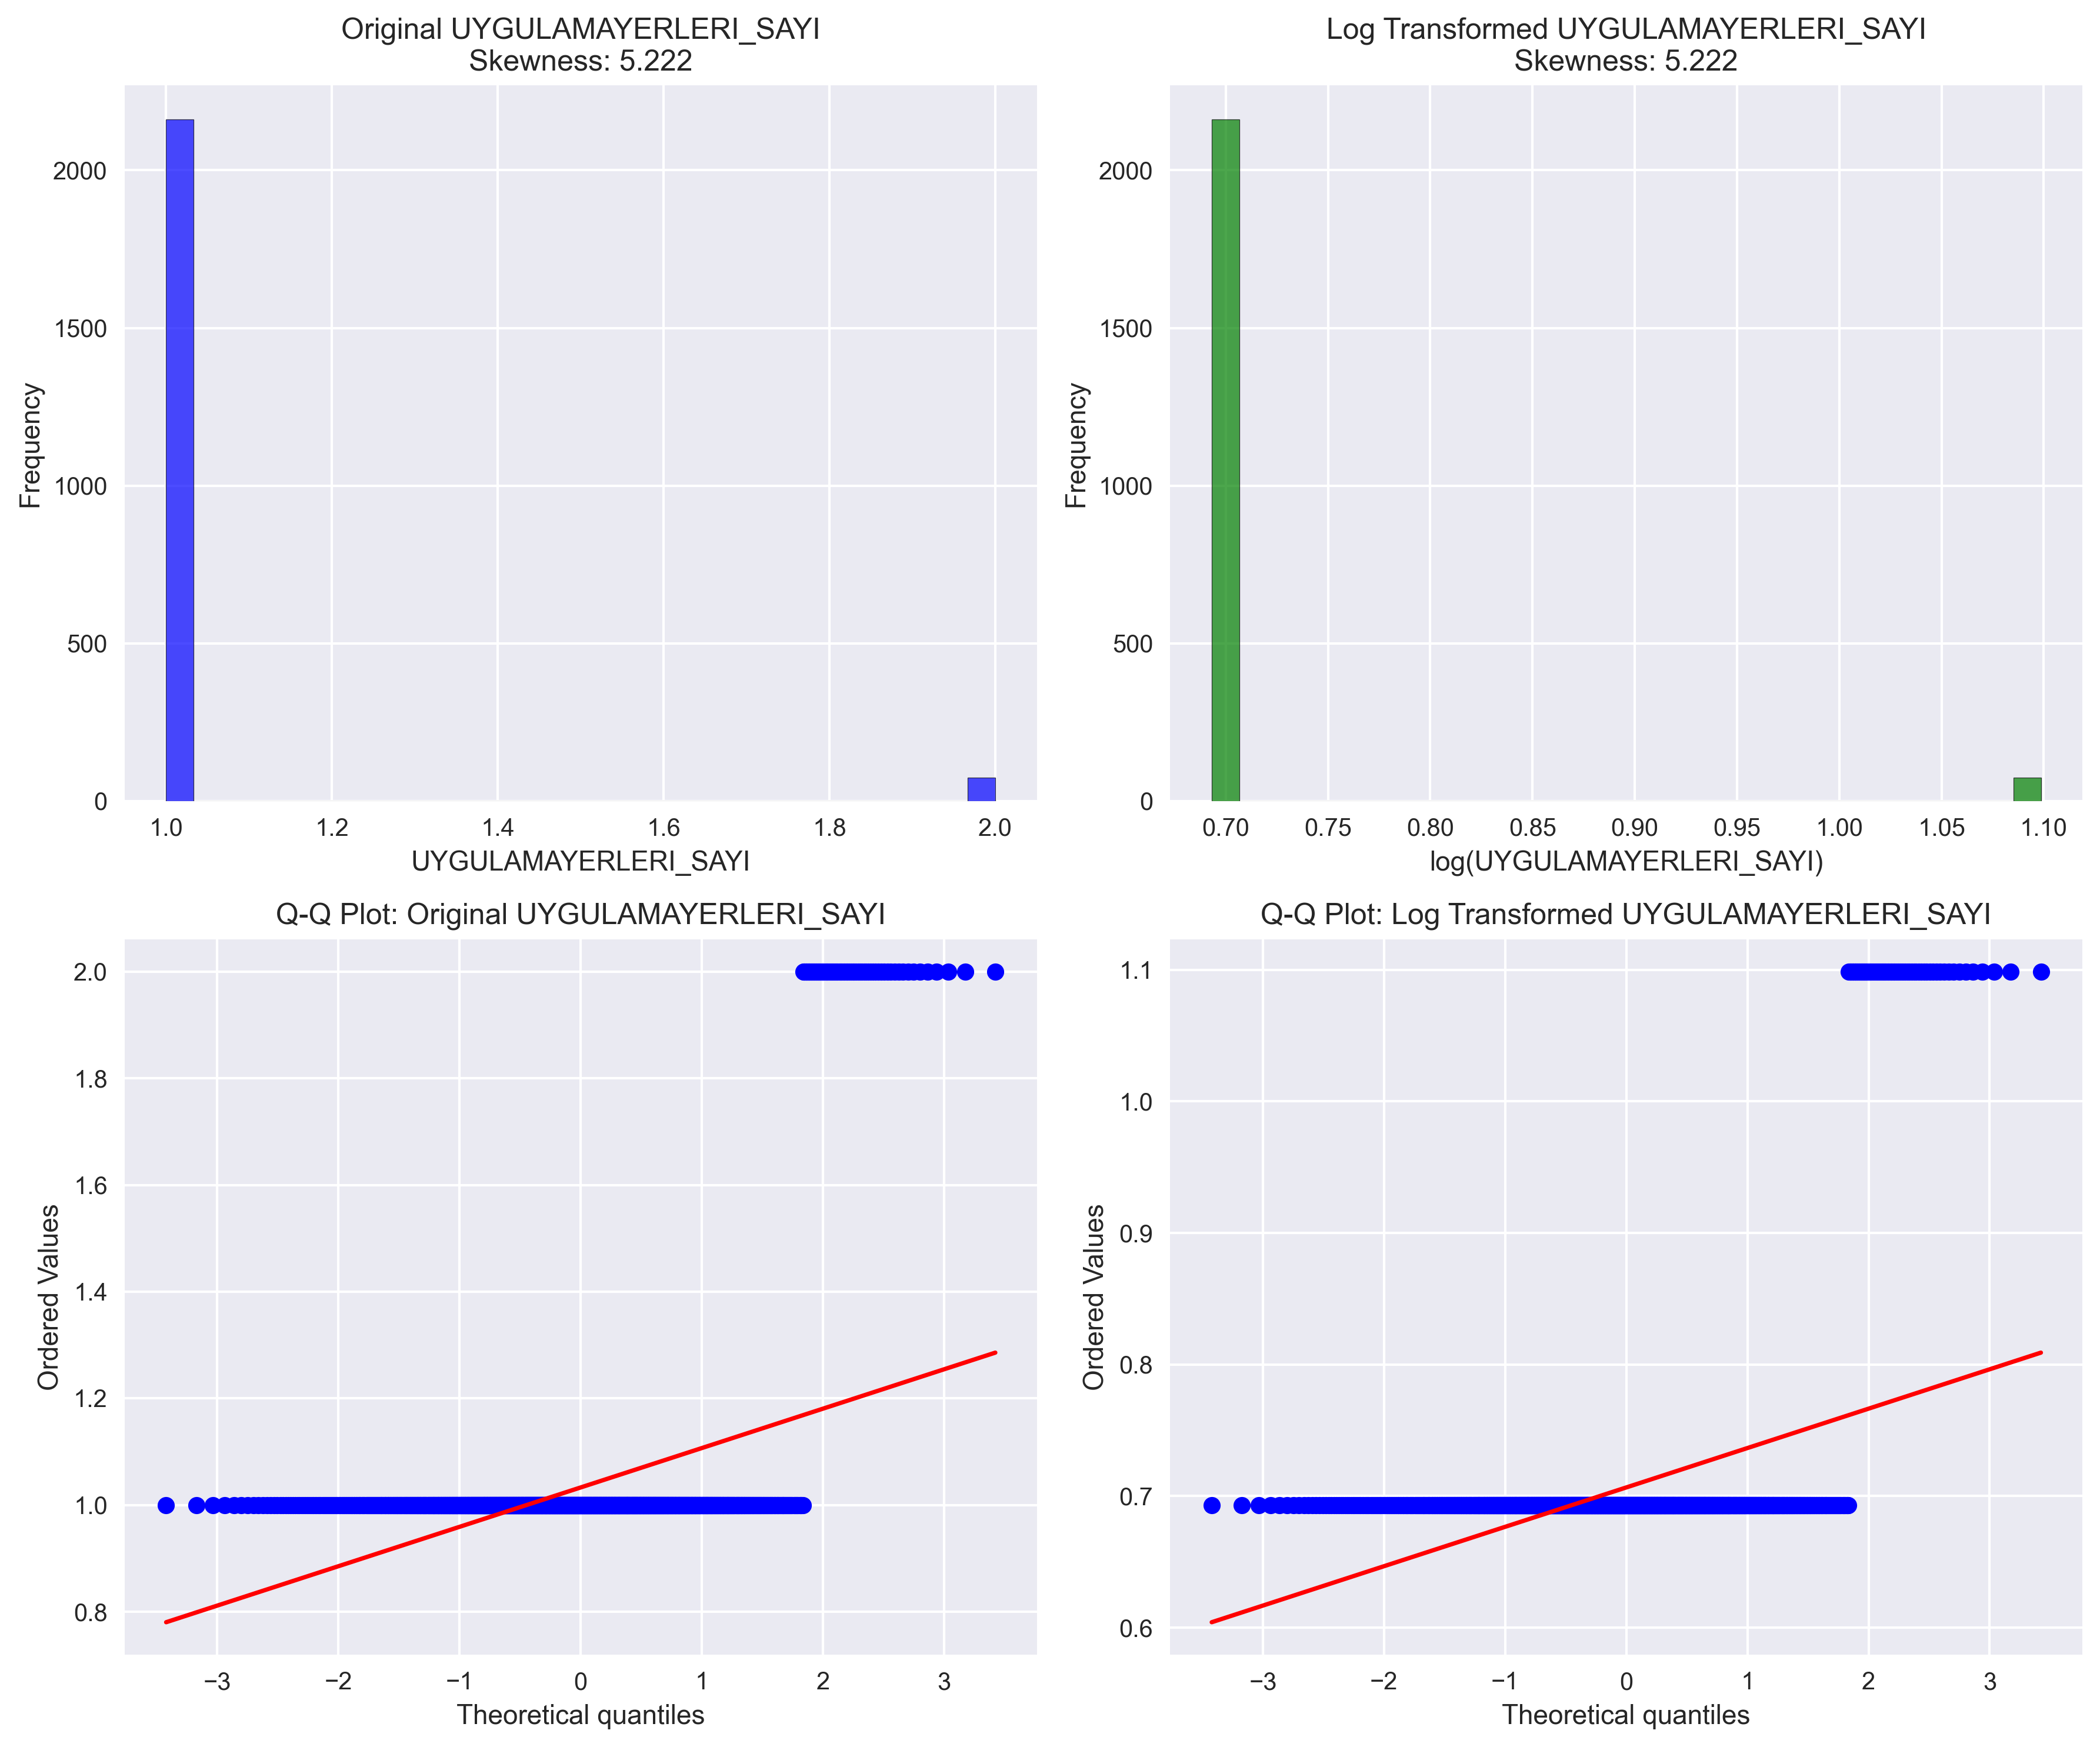 Original UYGULAMAYERLERI_SAYI
Skewness: 5.222
2000
1500
1000
500
0
Frequency
1.0 1.2 1.4 1.6 1.8 2.0
UYGULAMAYERLERI_SAYI
Log Transformed UYGULAMAYERLERI_SAYI
Skewness: 5.222
2000
1500
1000
500
0
Frequency
0.70 0.75 0.80 0.85 0.90 0.95 1.00 1.05 1.10
log(UYGULAMAYERLERI_SAYI)
Q-Q Plot: Original UYGULAMAYERLERI_SAYI
2.0
1.8
1.6
1.4
1.2
1.0
0.8
Ordered Values
−3 −2 −1 0 1 2 3
Theoretical quantiles
Q-Q Plot: Log Transformed UYGULAMAYERLERI_SAYI
1.1
1.0
0.9
0.8
0.7
0.6
Ordered Values
−3 −2 −1 0 1 2 3
Theoretical quantiles